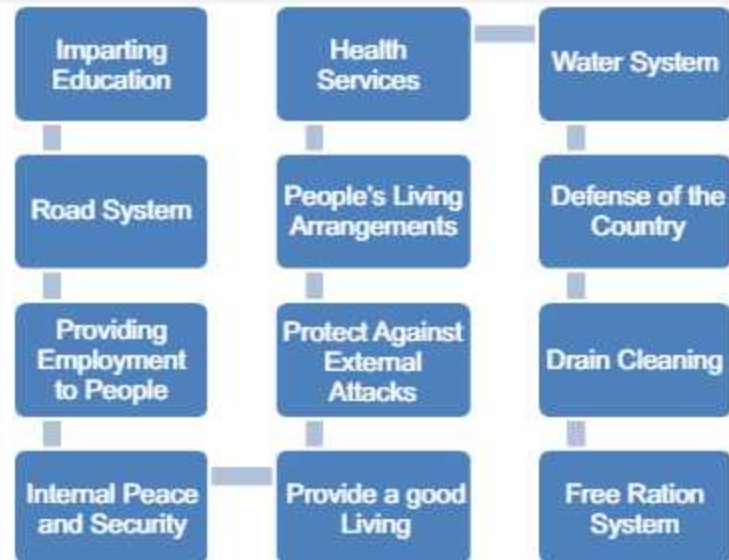 Imparting
Education
Road System
Providing
Employment
to People
Internal Peace
and Security
Provide a good
Living
Protect Against
External
Attacks
People's Living
Arrangements
Health
Services
Water System
Defense of the
Country
Drain Cleaning
Free Ration
System